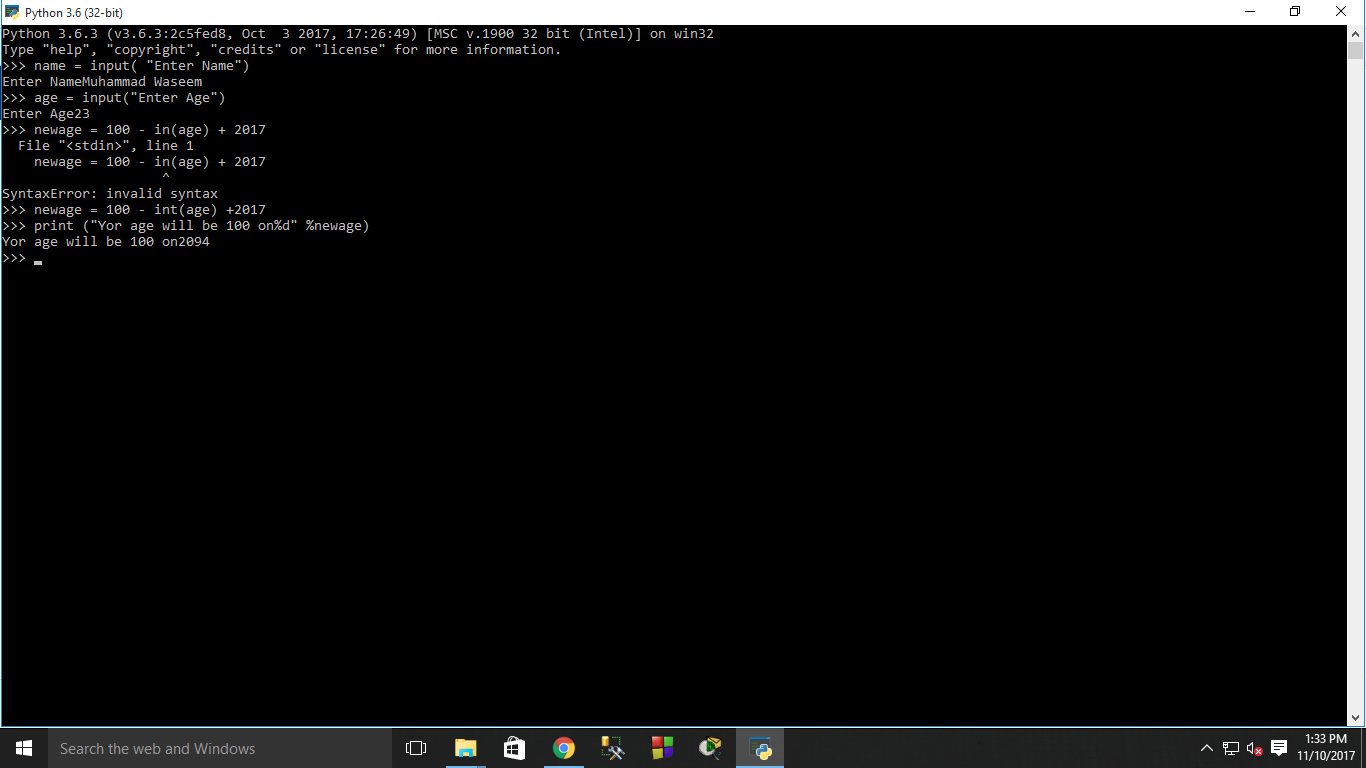 Python 3.6 (32-bit)
Python 3.6.3 (v3.6.3:2c5fed8, Oct  3 2017, 17:26:49) [MSC v.1900 32 bit (Intel)] on win32
Type "help", "copyright", "credits" or "license" for more information.
>>> name = input( "Enter Name")
Enter NameMuhammad Waseem
>>> age = input("Enter Age")
Enter Age23
>>> newage = 100 - in(age) + 2017
  File "<stdin>", line 1
    newage = 100 - in(age) + 2017
                    ^
SyntaxError: invalid syntax
>>> newage = 100 - int(age) +2017
>>> print ("Yor age will be 100 on%d" %newage)
Yor age will be 100 on2094
>>>
Search the web and Windows
1:33 PM
11/10/2017